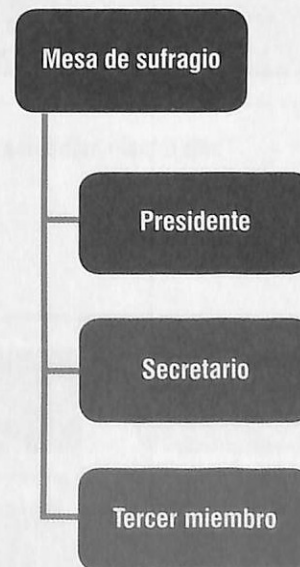 Mesa de sufragio
Presidente
Secretario
Tercer miembro